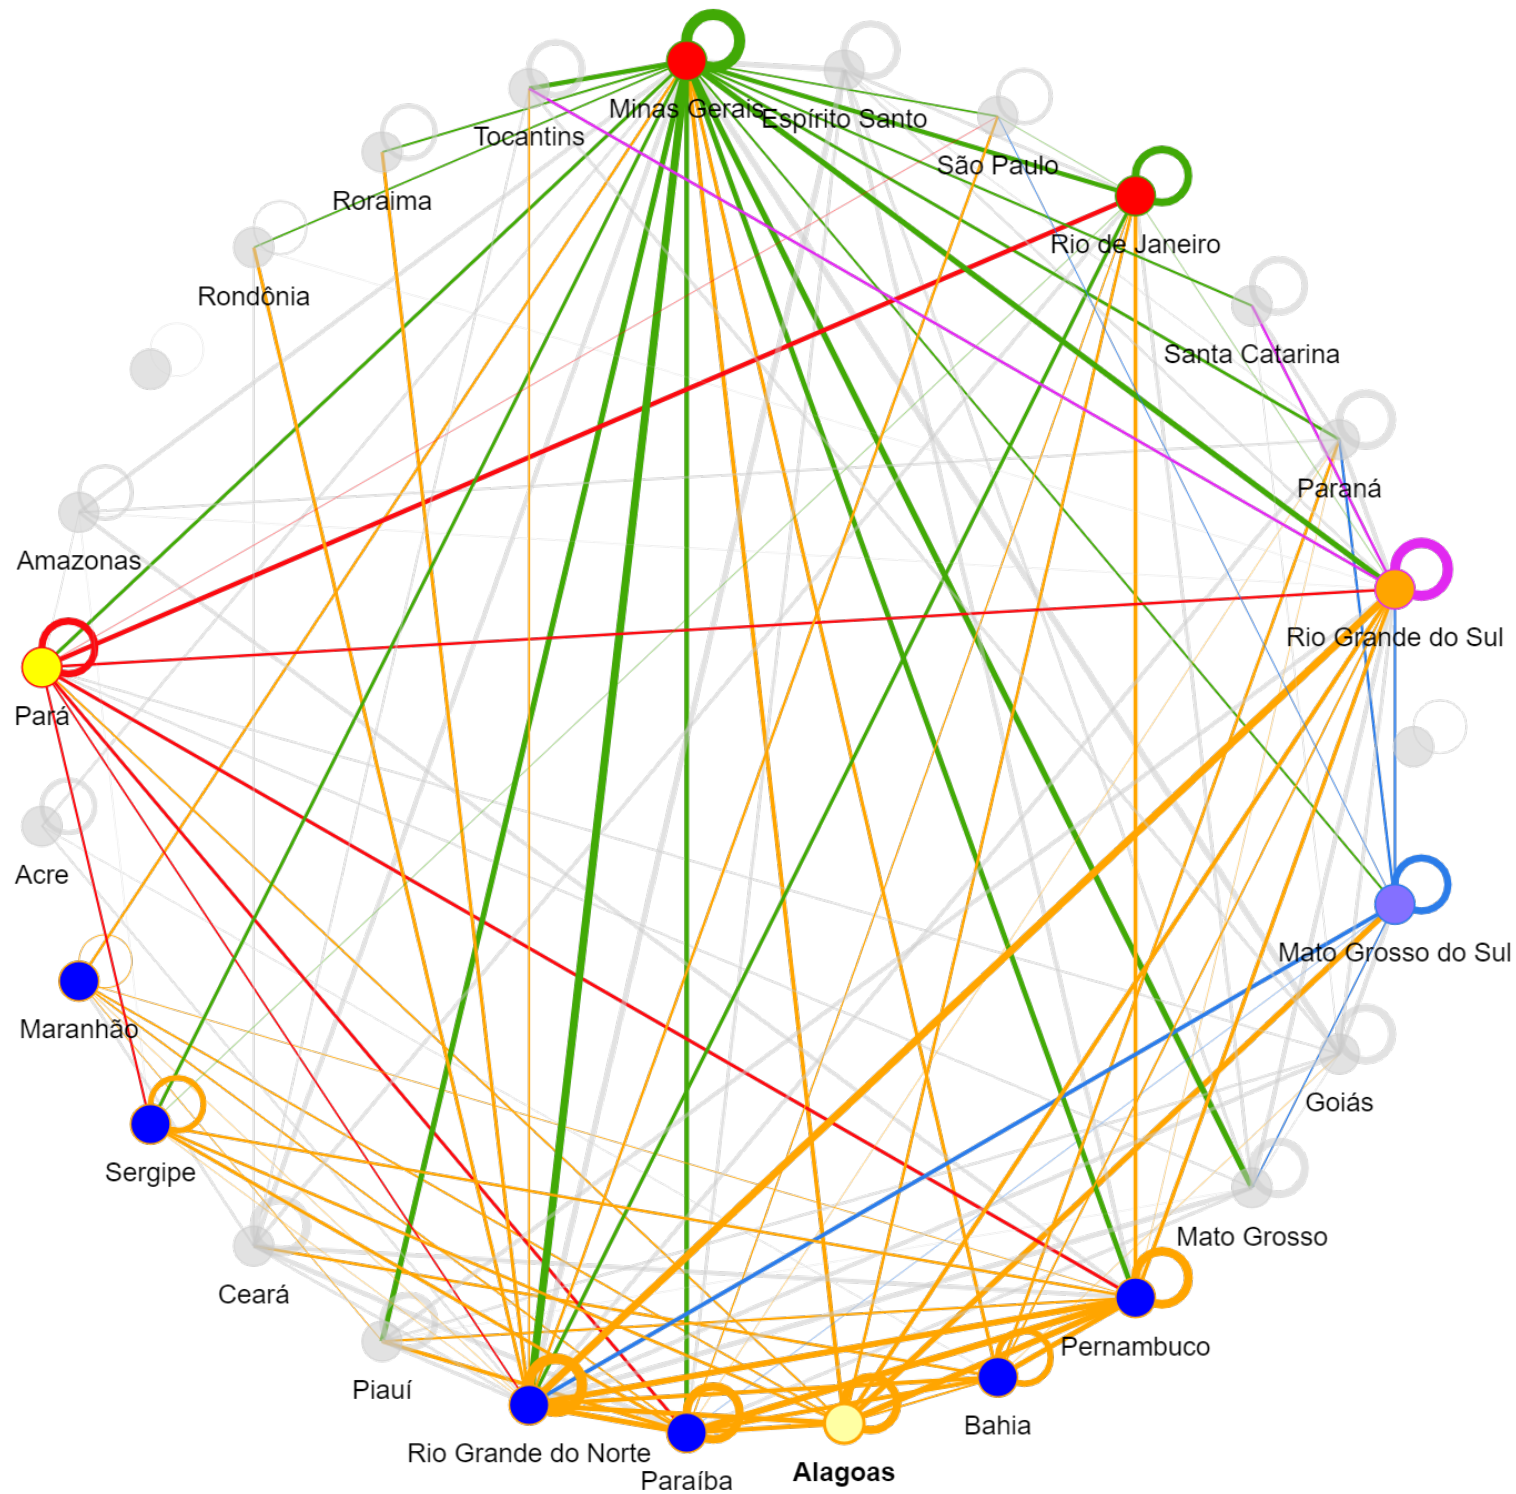 Minas Gerais
Espírito Santo
Tocantins
São Paulo
Roraima
Rio de Janeiro
Rondônia
Santa Catarina
Paraná
Amazonas
Rio Grande do Sul
Pará
Acre
Mato Grosso do Sul
Maranhão
Goiás
Sergipe
Mato Grosso
Ceará
Pernambuco
Piauí
Bahia
Rio Grande do Norte
Alagoas
Paraíba